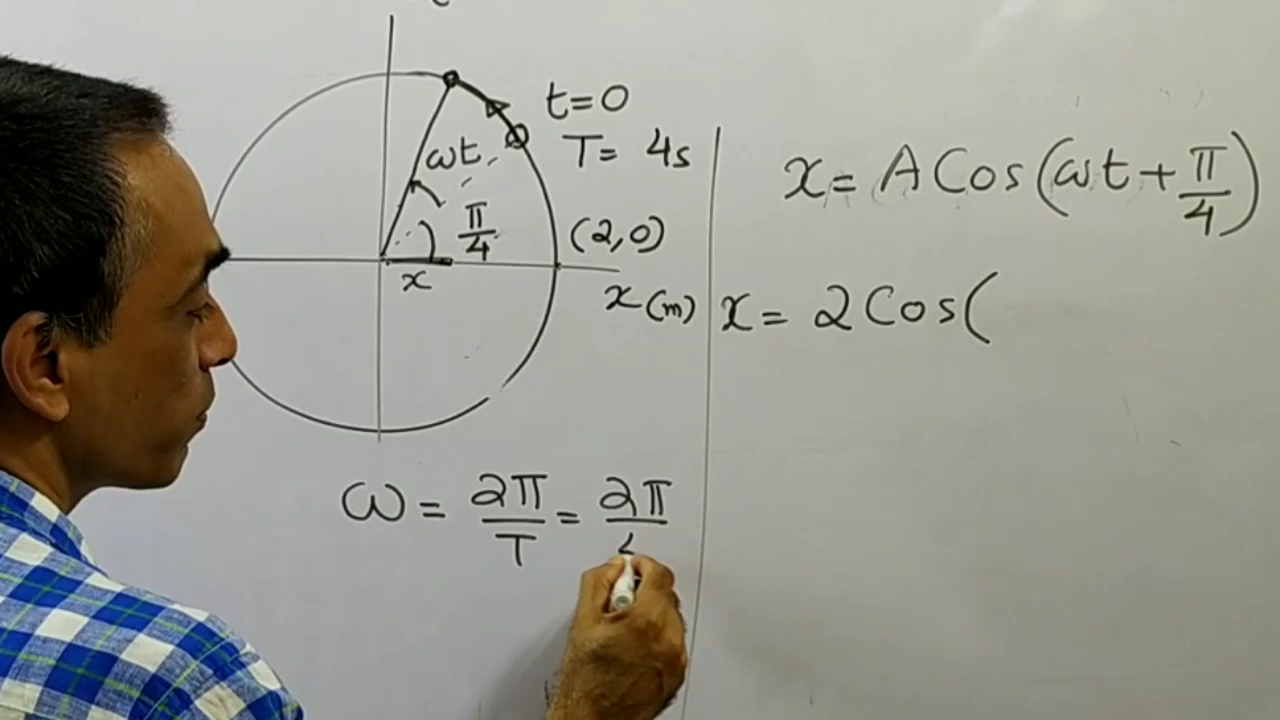 t=0
T= 4s
ωt
π/4
(2,0)
x
x(m)
ω = 2π/T = 2π/
x= A Cos(ωt + π/4)
x= 2 Cos(